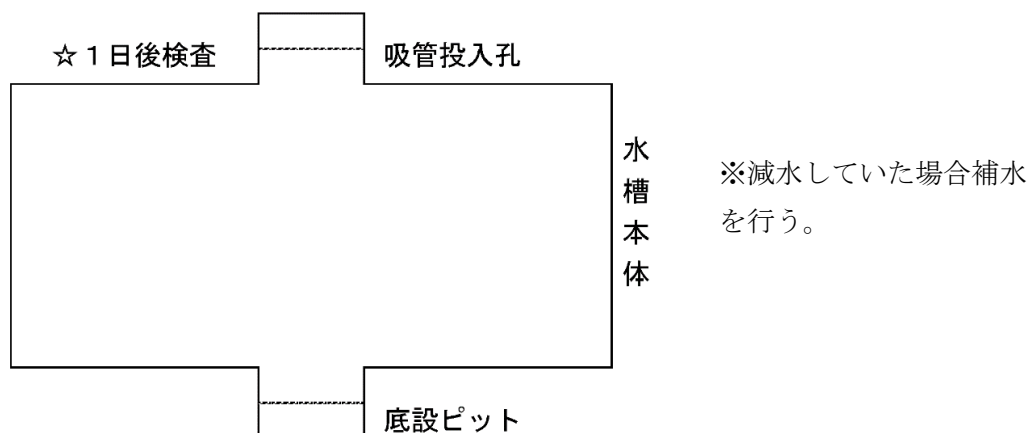 ☆1日後検査
吸管投入孔
水槽本体
※減水していた場合補水
を行う。
底設ピット